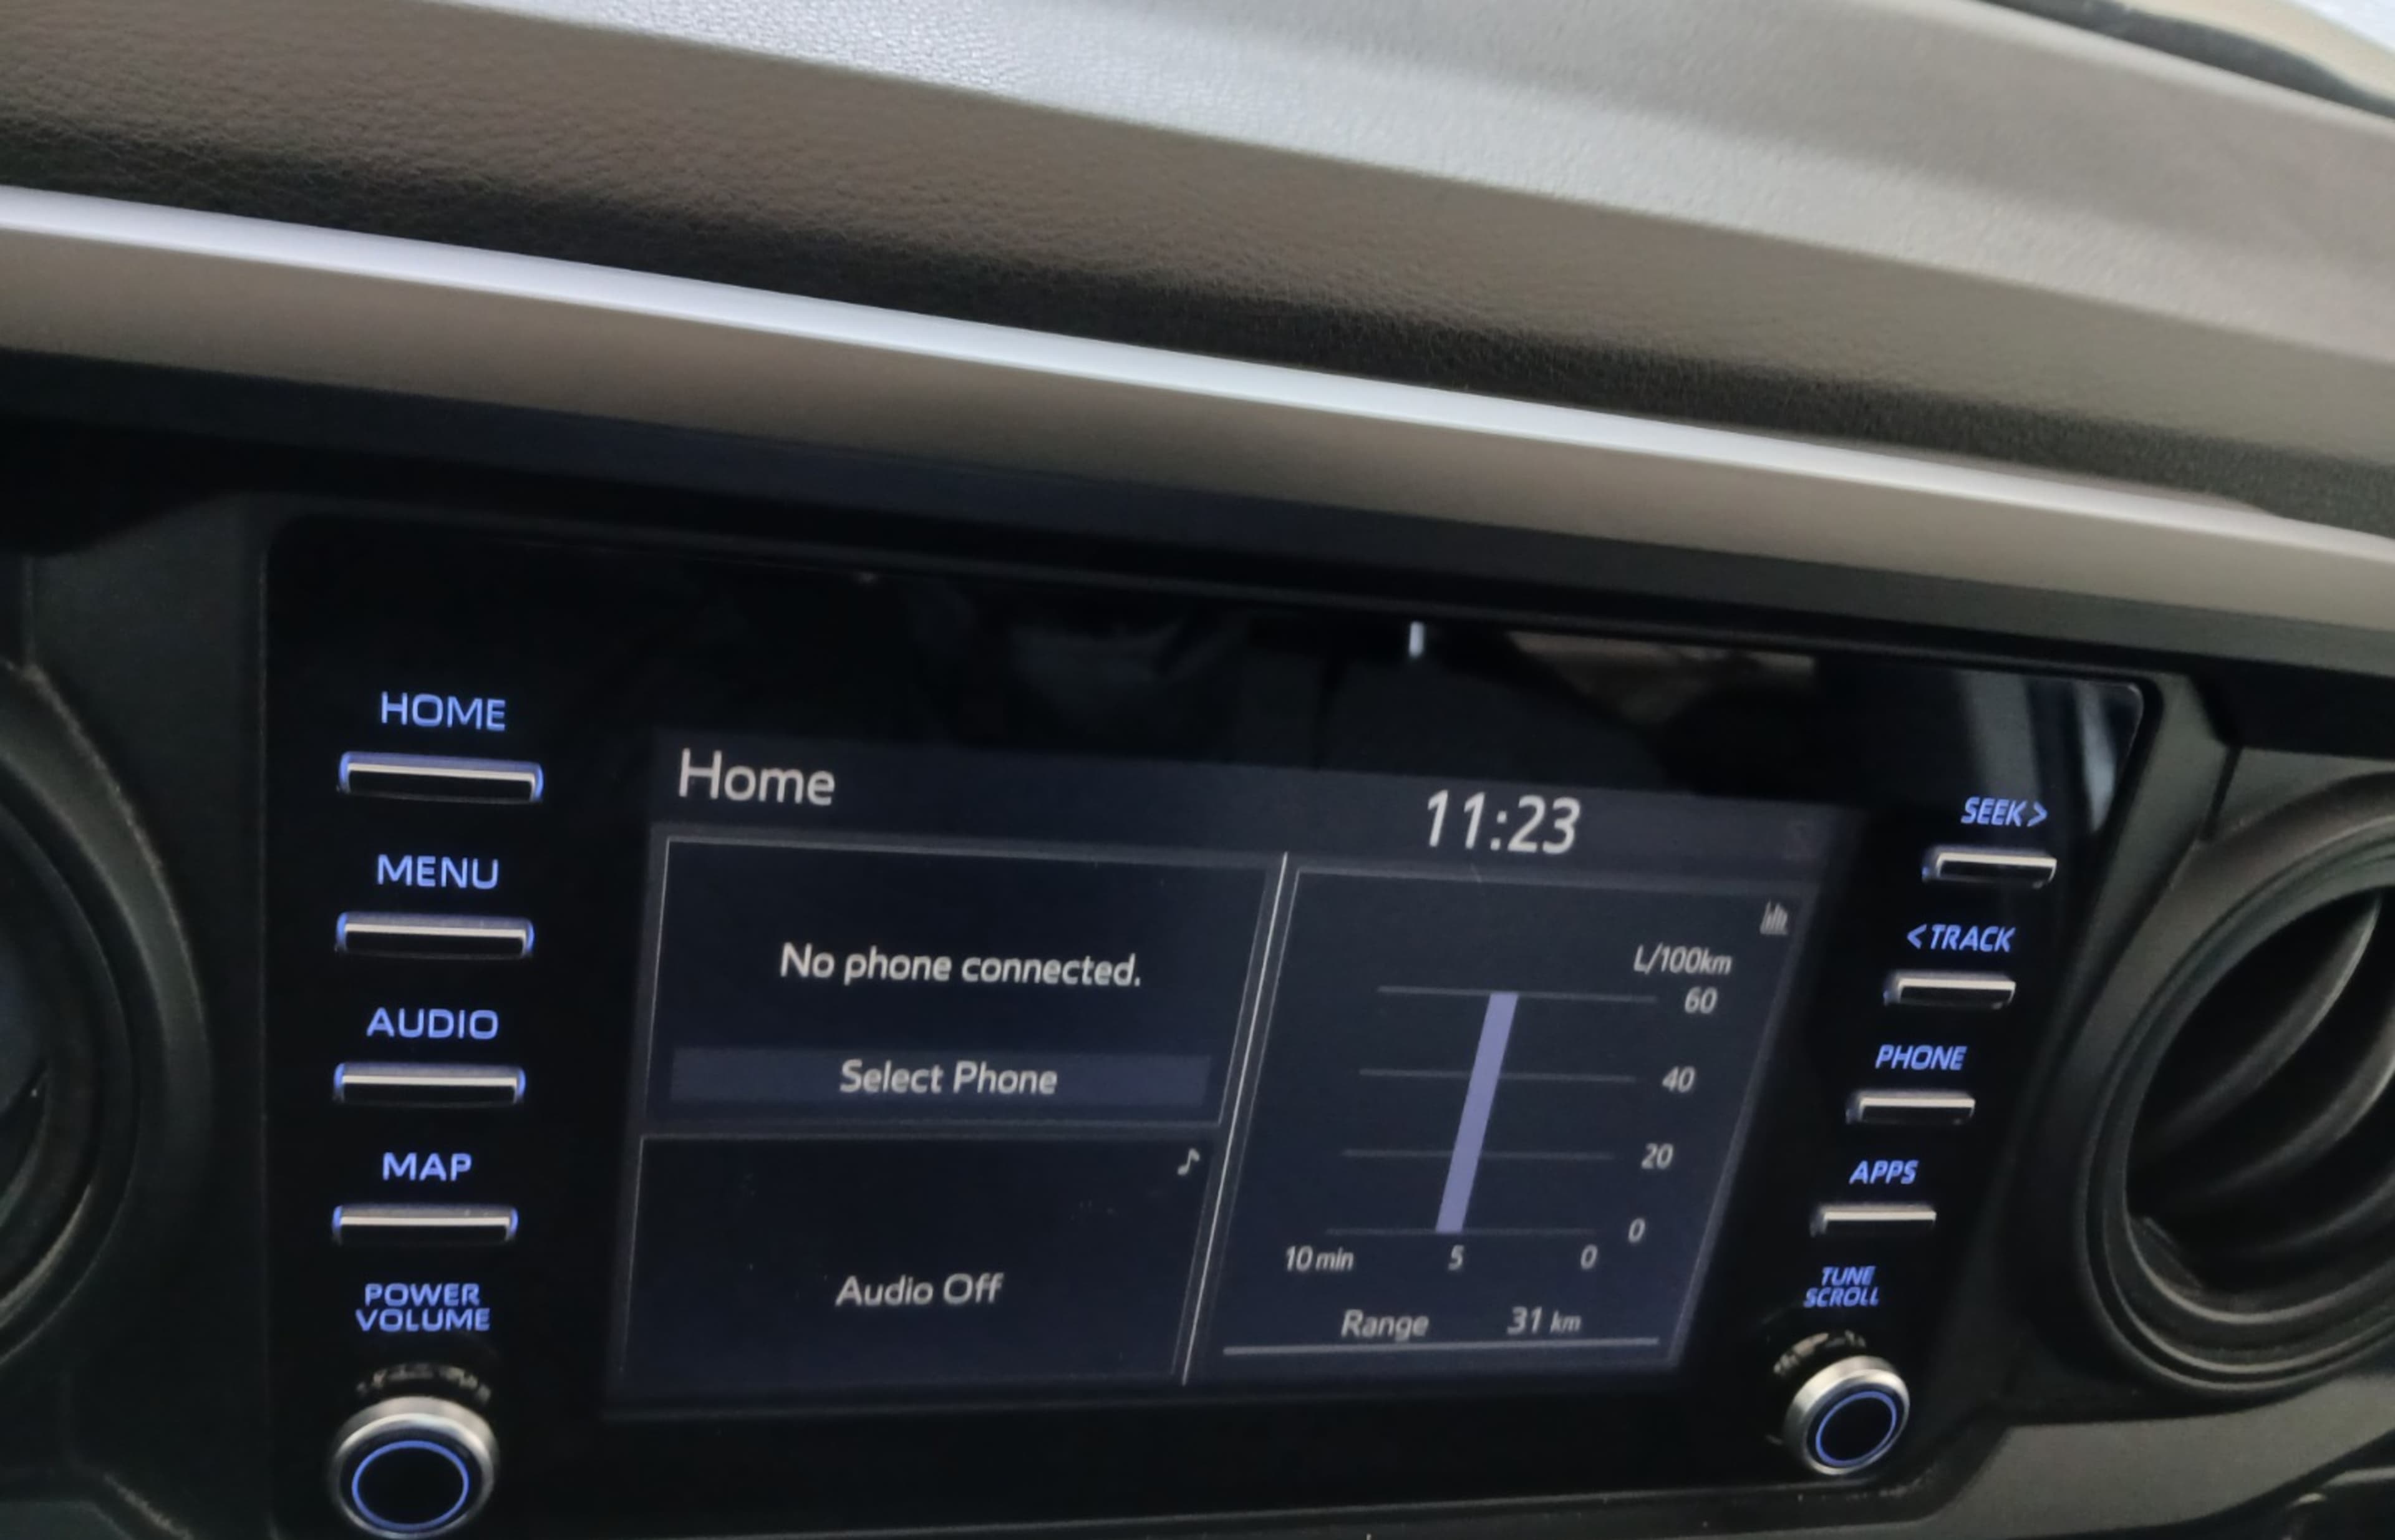 HOME
MENU
AUDIO
MAP
POWER
VOLUME
Home
11:23
No phone connected.
Select Phone
Audio Off
L/100km
60
40
20
0
10 min 5 0
Range 31 km
SEEK >
< TRACK
PHONE
APPS
TUNE
SCROLL